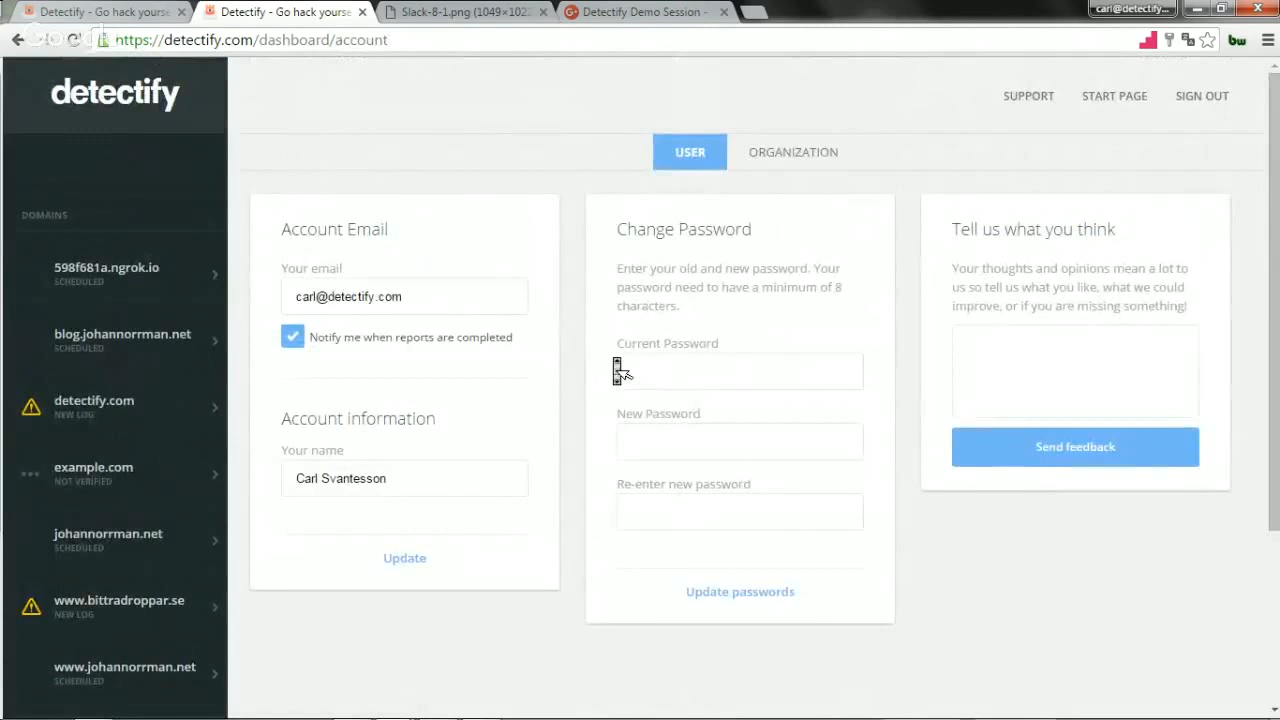 Detectify - Go hack yourse
Detectify - Go hack yourse
Slack-8-1.png (1049×1022
Detectify Demo Session -
carl@detectify...
https://detectify.com/dashboard/account
bw
detectify
SUPPORT
START PAGE
SIGN OUT
USER
ORGANIZATION
DOMAINS
598f681a.ngrok.io
SCHEDULED
blog.johannorrman.net
SCHEDULED
detectify.com
NEW LOG
example.com
NOT VERIFIED
johannorrman.net
SCHEDULED
www.bittradroppar.se
NEW LOG
www.johannorrman.net
SCHEDULED
Account Email
Your email
carl@detectify.com
Notify me when reports are completed
Account Information
Your name
Carl Svantesson
Update
Change Password
Enter your old and new password. Your
password need to have a minimum of 8
characters.
Current Password
New Password
Re-enter new password
Update passwords
Tell us what you think
Your thoughts and opinions mean a lot to
us so tell us what you like, what we could
improve, or if you are missing something!
Send feedback